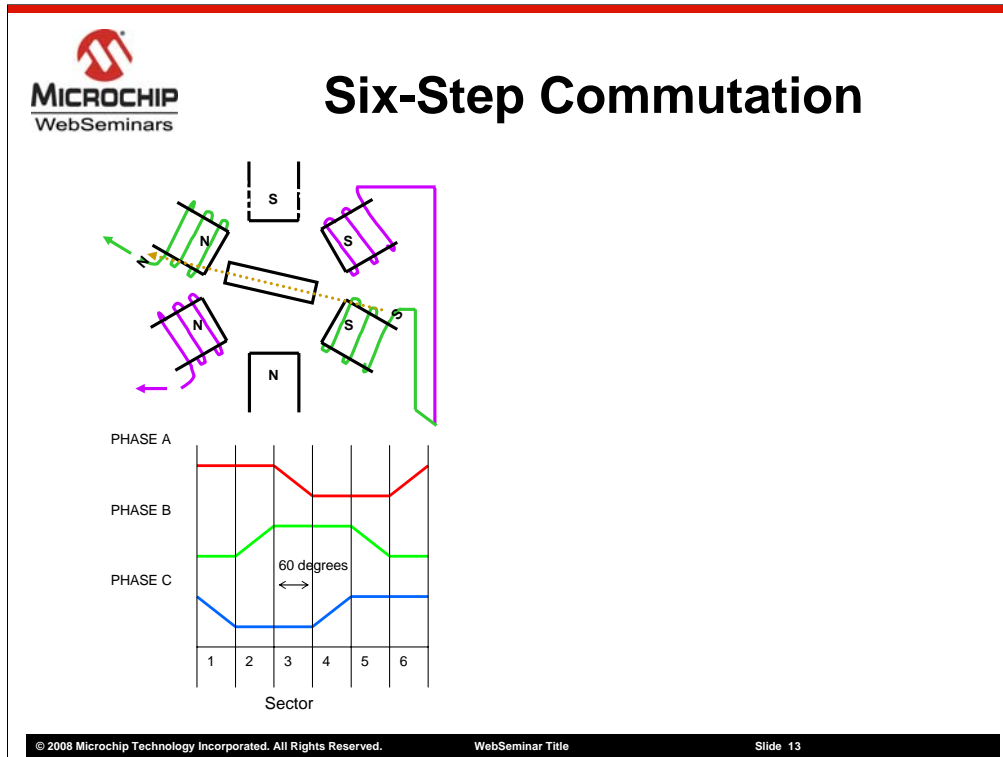 MICROCHIP
WebSeminars
Six-Step Commutation
S
N
S
N
S
N
S
N
PHASE A
PHASE B
60 degrees
PHASE C
1 2 3 4 5 6
Sector
© 2008 Microchip Technology Incorporated. All Rights Reserved. WebSeminar Title Slide 13